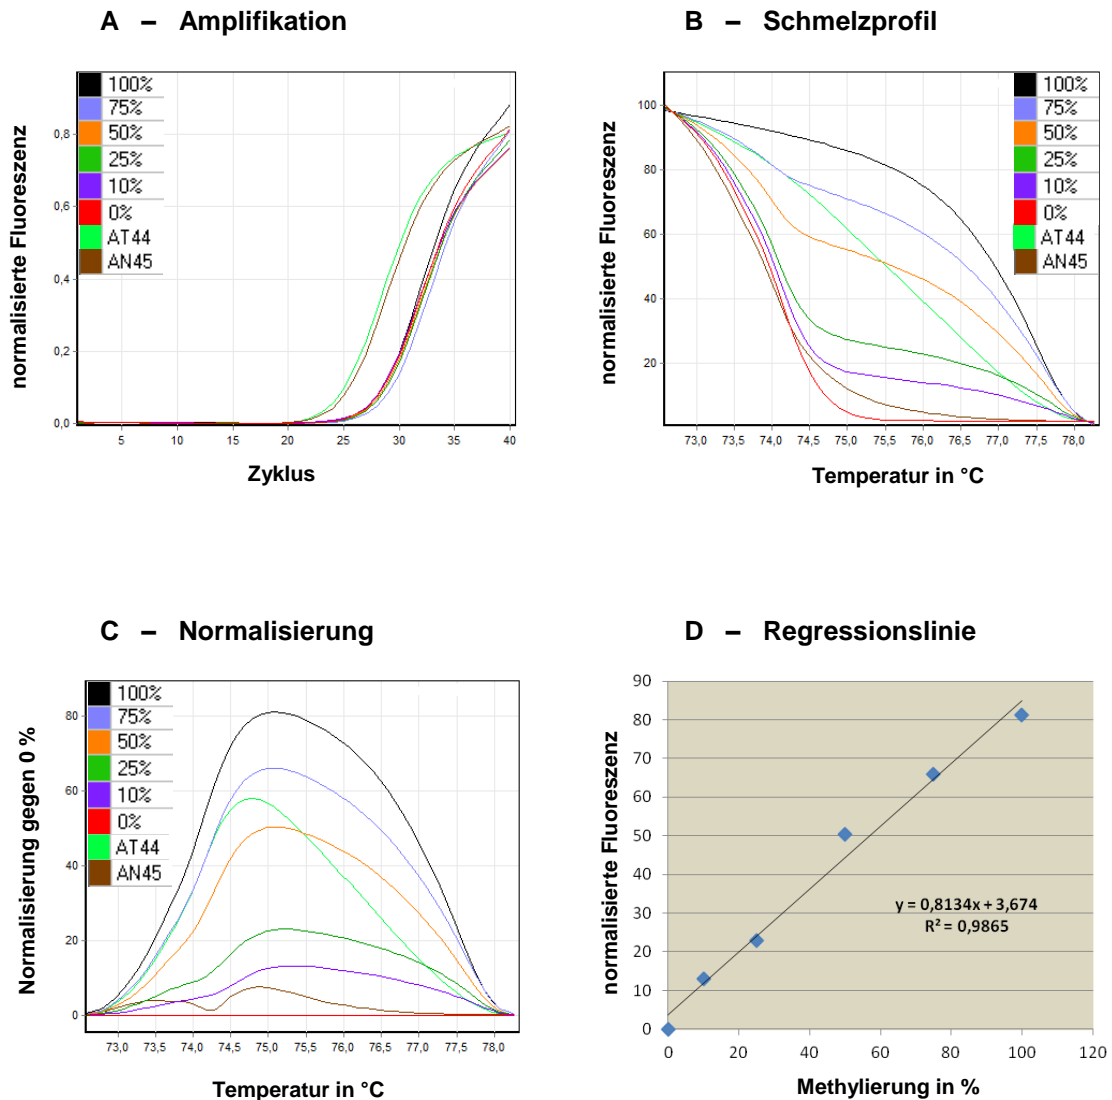 A – Amplifikation
normalisierte Fluoreszenz
100%
75%
50%
25%
10%
0%
AT44
AN45
0,8
0,6
0,4
0,2
0,0
5 10 15 20 25 30 35 40
Zyklus
B – Schmelzprofil
normalisierte Fluoreszenz
100%
75%
50%
25%
10%
0%
AT44
AN45
100
80
60
40
20
73,0 73,5 74,0 74,5 75,0 75,5 76,0 76,5 77,0 77,5 78,0
Temperatur in °C
C – Normalisierung
Normalisierung gegen 0 %
100%
75%
50%
25%
10%
0%
AT44
AN45
80
60
40
20
0
73,0 73,5 74,0 74,5 75,0 75,5 76,0 76,5 77,0 77,5 78,0
Temperatur in °C
D – Regressionslinie
normalisierte Fluoreszenz
90
80
70
60
50
40
30
20
10
0
y = 0,8134x + 3,674
R² = 0,9865
0 20 40 60 80 100 120
Methylierung in %